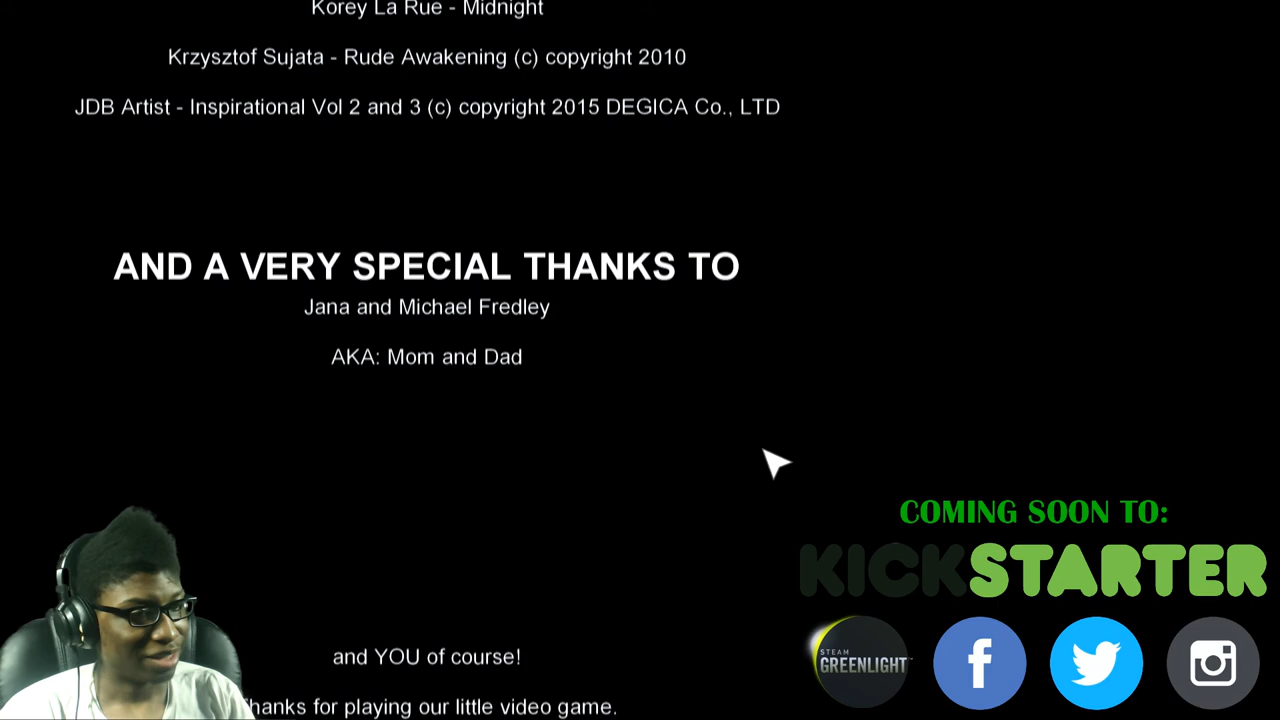 Korey La Rue - Midnight
Krzysztof Sujata - Rude Awakening (c) copyright 2010
JDB Artist - Inspirational Vol 2 and 3 (c) copyright 2015 DEGICA Co., LTD
AND A VERY SPECIAL THANKS TO
Jana and Michael Fredley
AKA: Mom and Dad
COMING SOON TO:
KICKSTARTER
STEAM
GREENLIGHT
and YOU of course!
Thanks for playing our little video game.